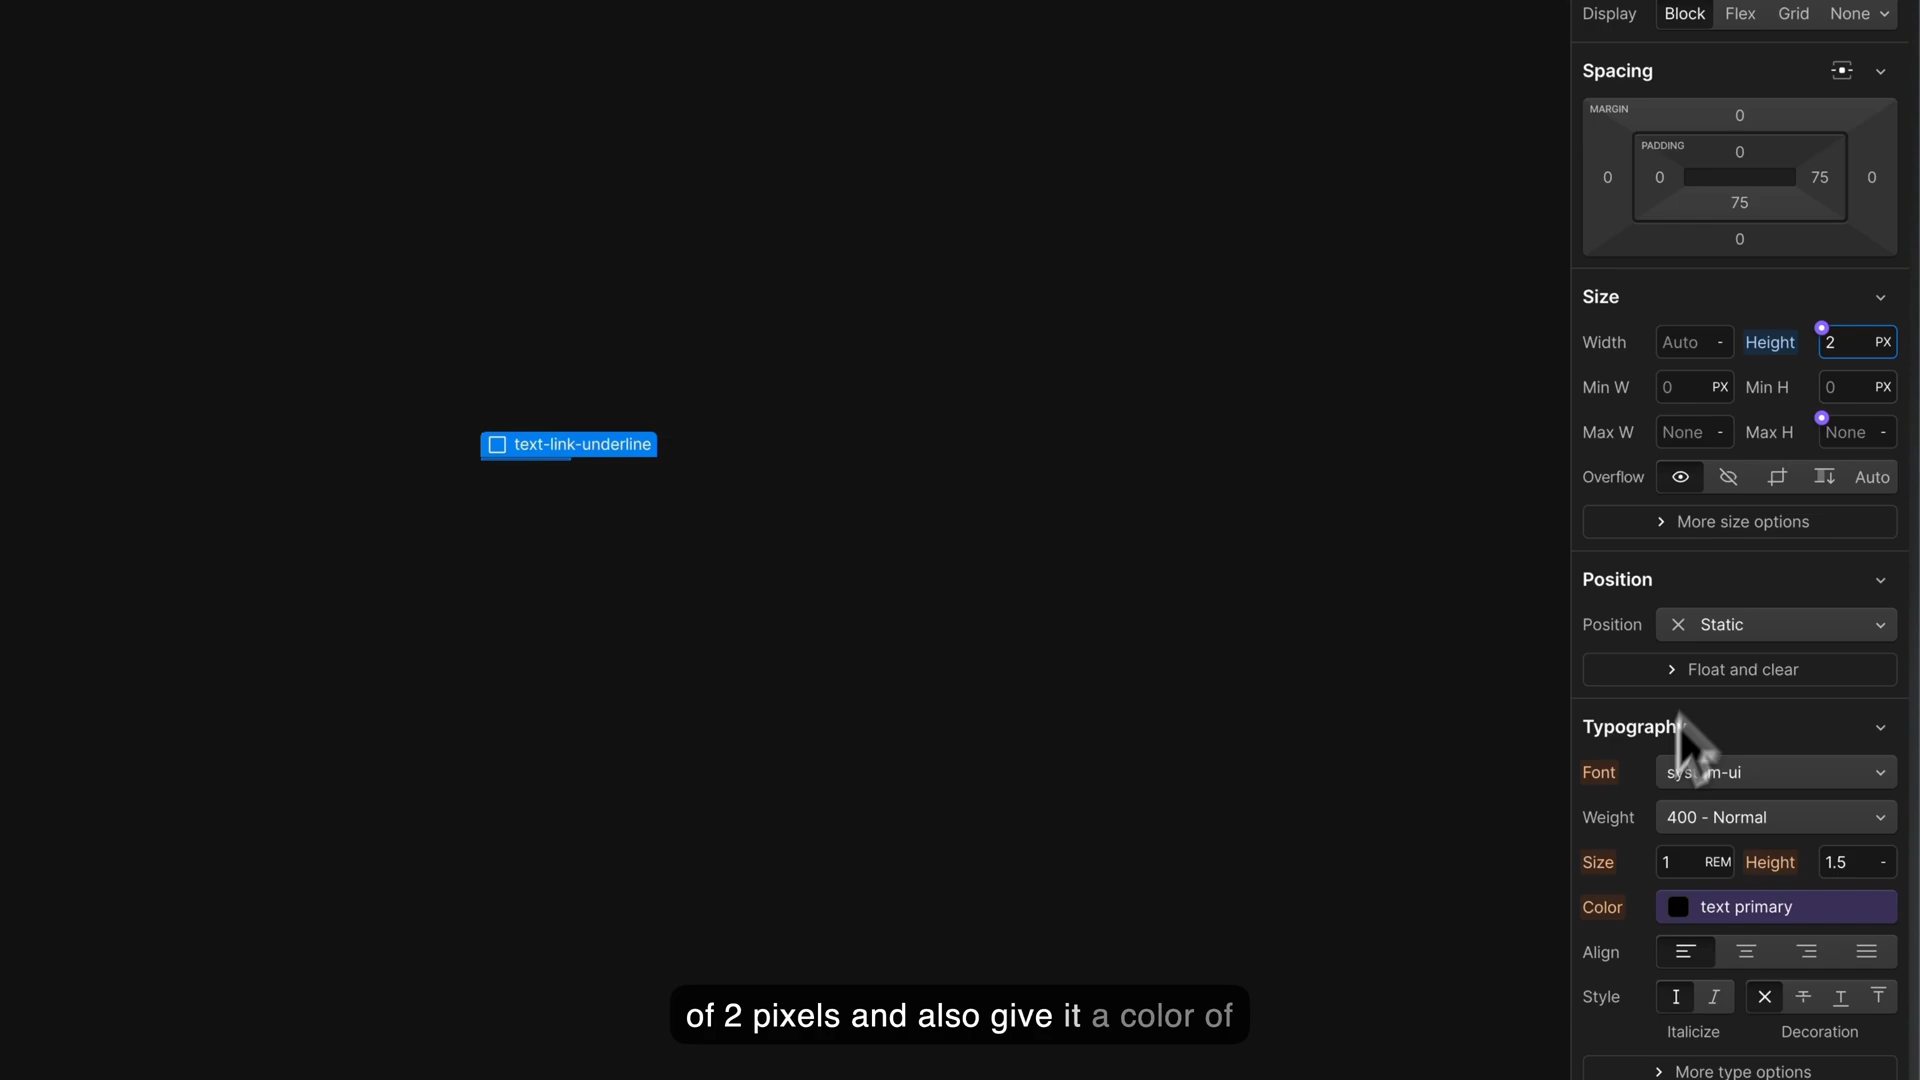 Display Block Flex Grid None
Spacing
MARGIN
0
PADDING
0
0 0 75 0
75
0
Size
Width Auto - Height 2 PX
Min W 0 PX Min H 0 PX
Max W None - Max H None -
Overflow Auto
More size options
Position
Position Static
Float and clear
Typography
Font system-ui
Weight 400 - Normal
Size 1 REM Height 1.5 -
Color text primary
Align
Style
Italicize Decoration
More type options
text-link-underline
of 2 pixels and also give it a color of